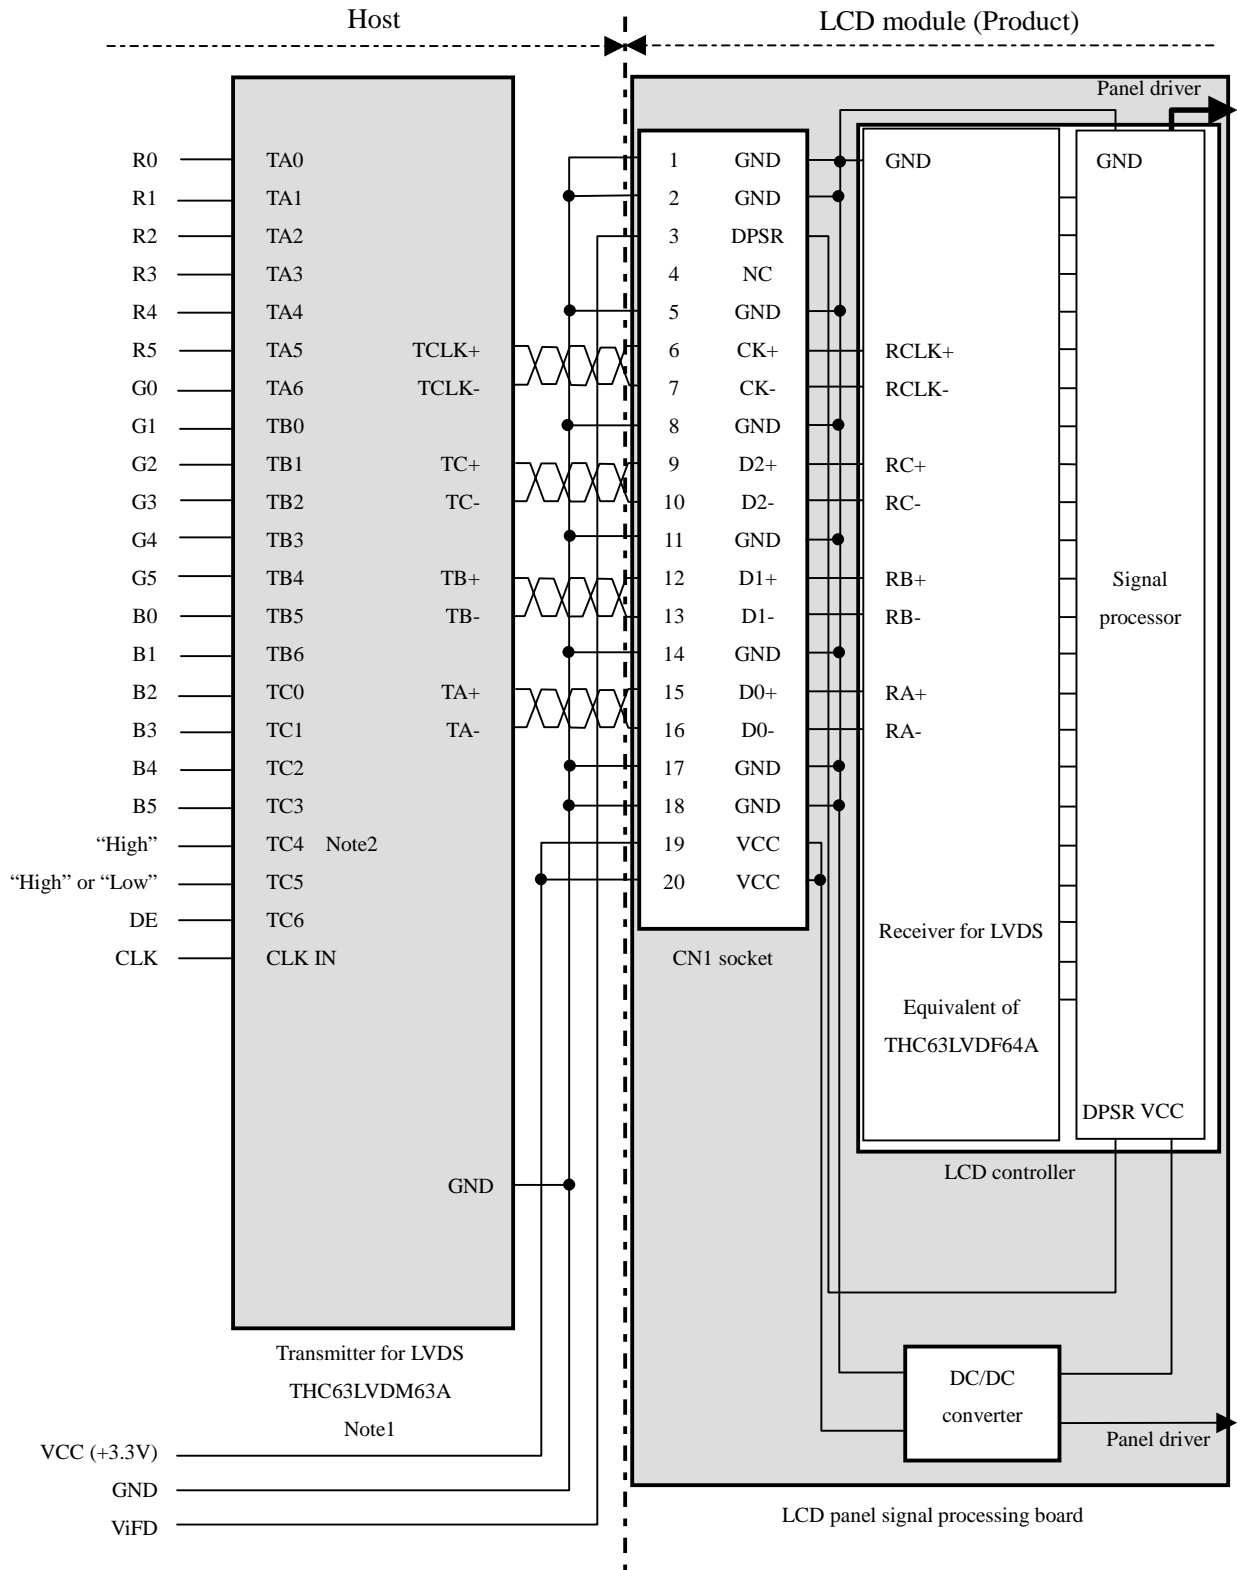 Host
LCD module (Product)
Panel driver
R0 TA0 1 GND GND GND
R1 TA1 2 GND
R2 TA2 3 DPSR
R3 TA3 4 NC
R4 TA4 5 GND
R5 TA5 TCLK+ 6 CK+ RCLK+
G0 TA6 TCLK- 7 CK- RCLK-
G1 TB0 8 GND
G2 TB1 TC+ 9 D2+ RC+
G3 TB2 TC- 10 D2- RC-
G4 TB3 11 GND
G5 TB4 TB+ 12 D1+ RB+ Signal
B0 TB5 TB- 13 D1- RB- processor
B1 TB6 14 GND
B2 TC0 TA+ 15 D0+ RA+
B3 TC1 TA- 16 D0- RA-
B4 TC2 17 GND
B5 TC3 18 GND
“High” TC4 Note2 19 VCC
“High” or “Low” TC5 20 VCC
DE TC6 Receiver for LVDS
CLK CLK IN CN1 socket
Equivalent of
THC63LVDF64A
DPSR VCC
LCD controller
GND
Transmitter for LVDS
THC63LVDM63A
Note1
DC/DC
converter
Panel driver
VCC (+3.3V)
GND
ViFD
LCD panel signal processing board